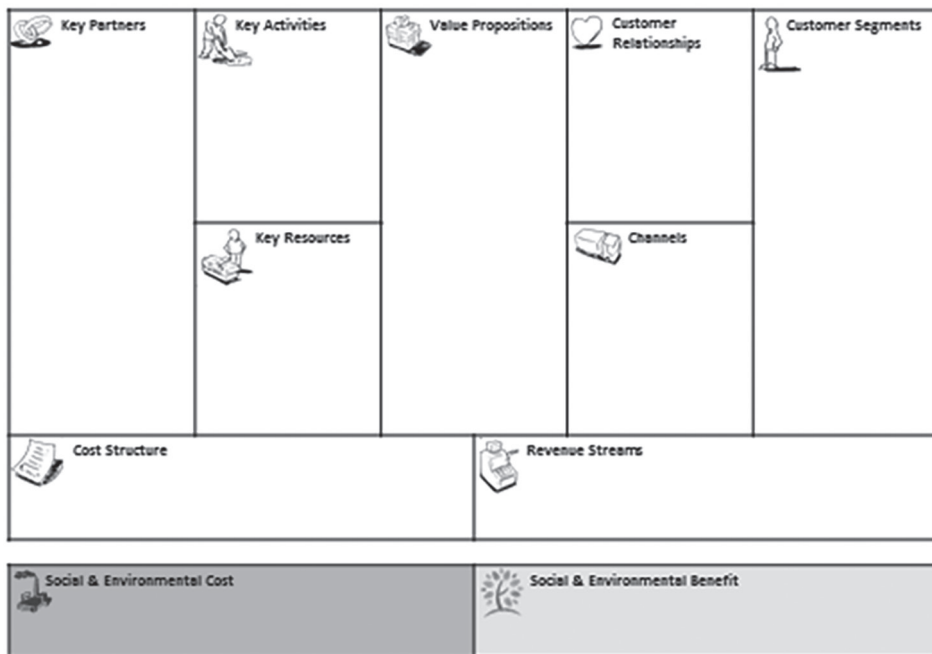 Key Partners
Key Activities
Value Propositions
Customer
Relationships
Customer Segments
Key Resources
Channels
Cost Structure
Revenue Streams
Social & Environmental Cost
Social & Environmental Benefit